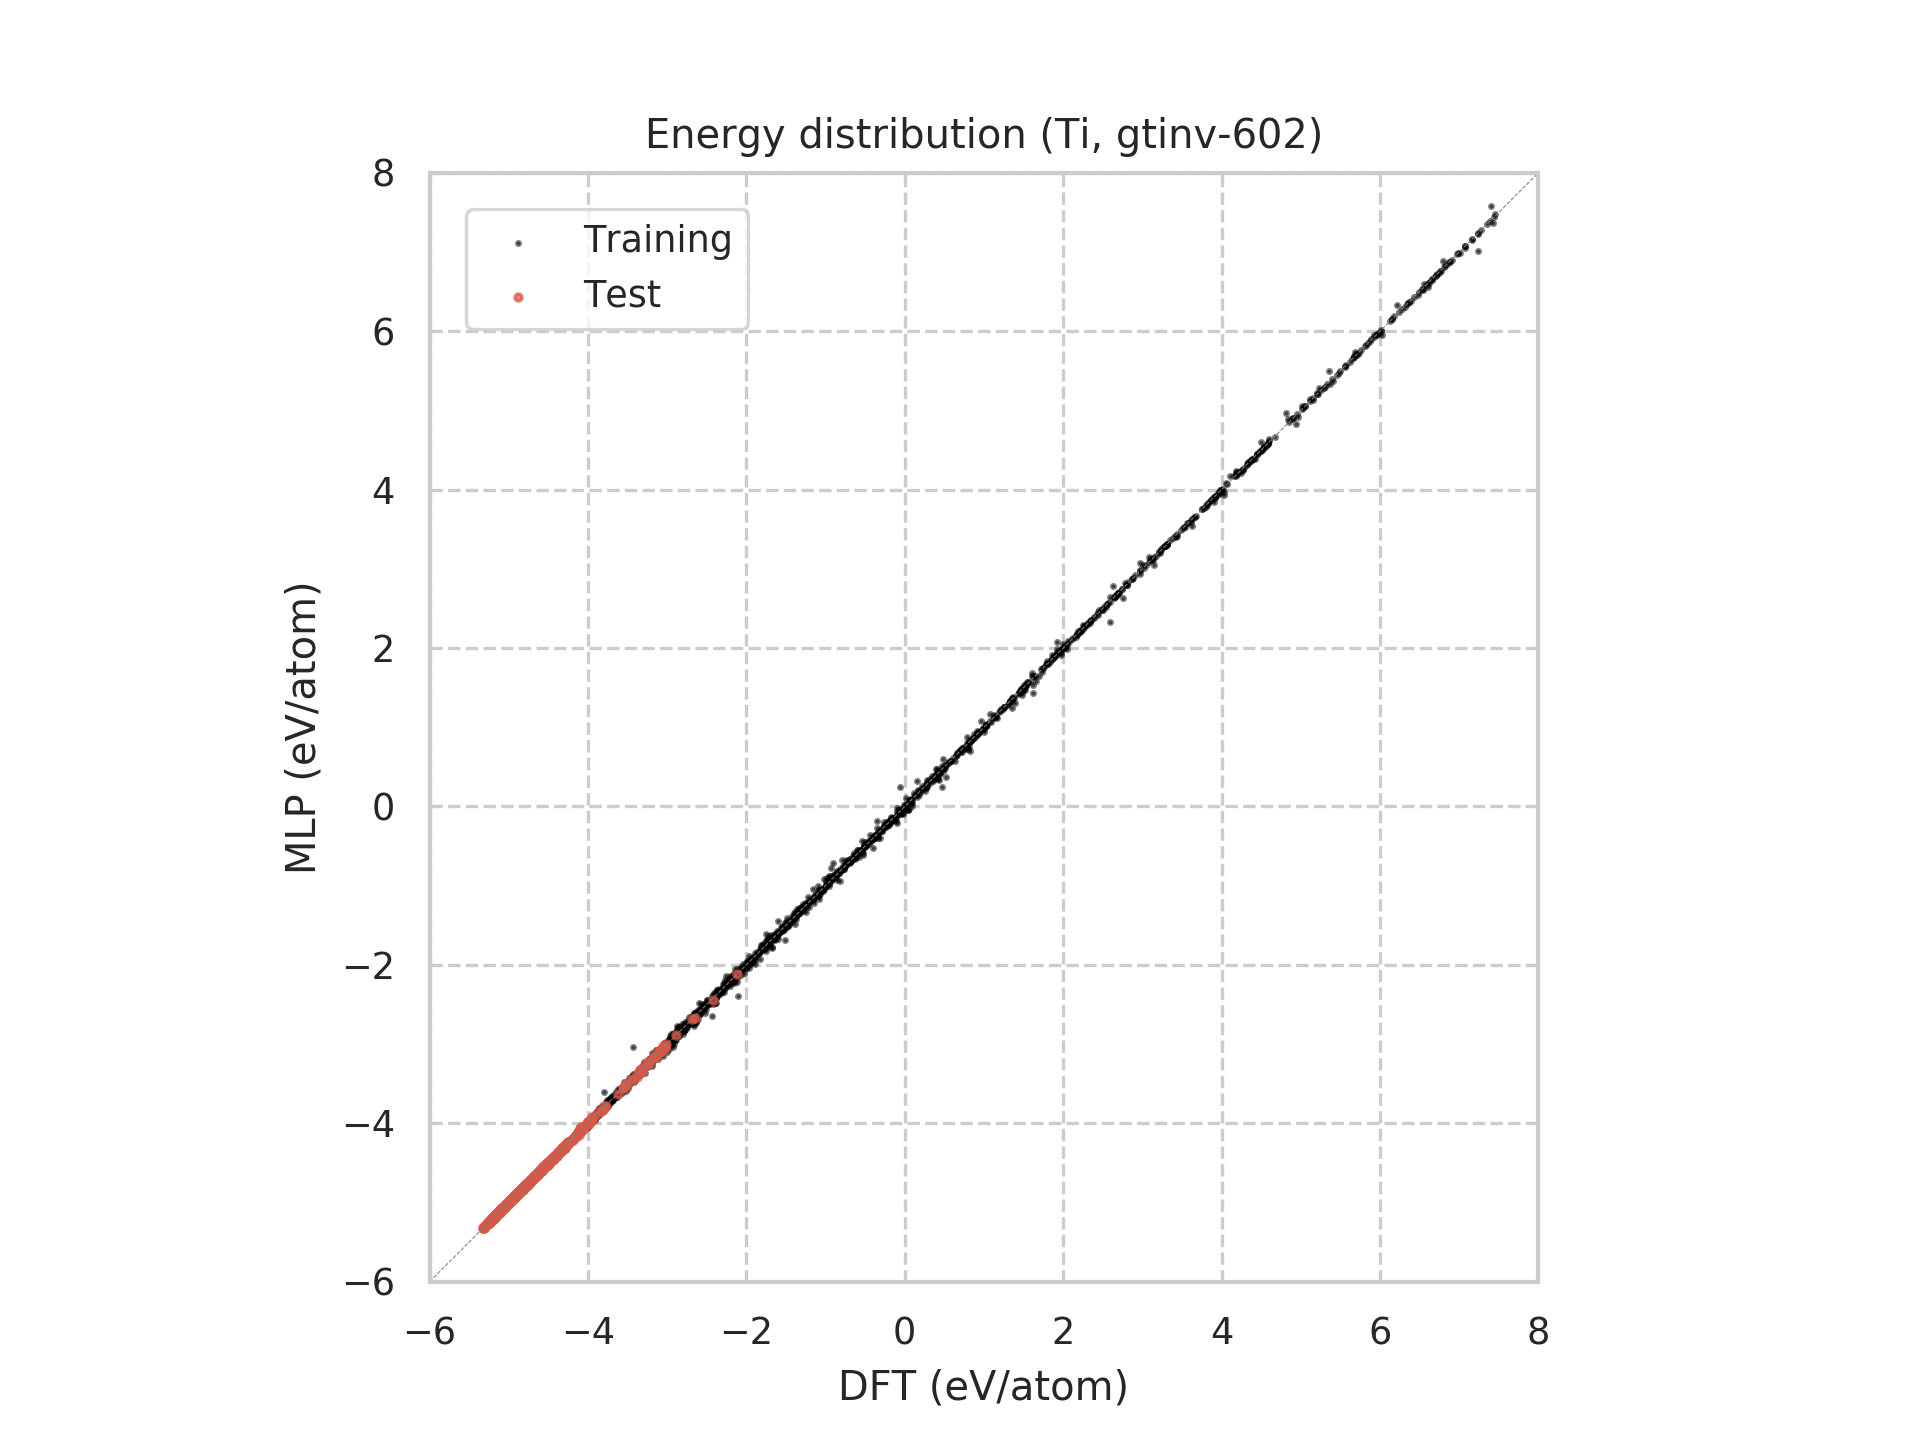 Energy distribution (Ti, gtinv-602)
Training
Test
8
6
4
2
0
−2
−4
−6
MLP (eV/atom)
−6 −4 −2 0 2 4 6 8
DFT (eV/atom)